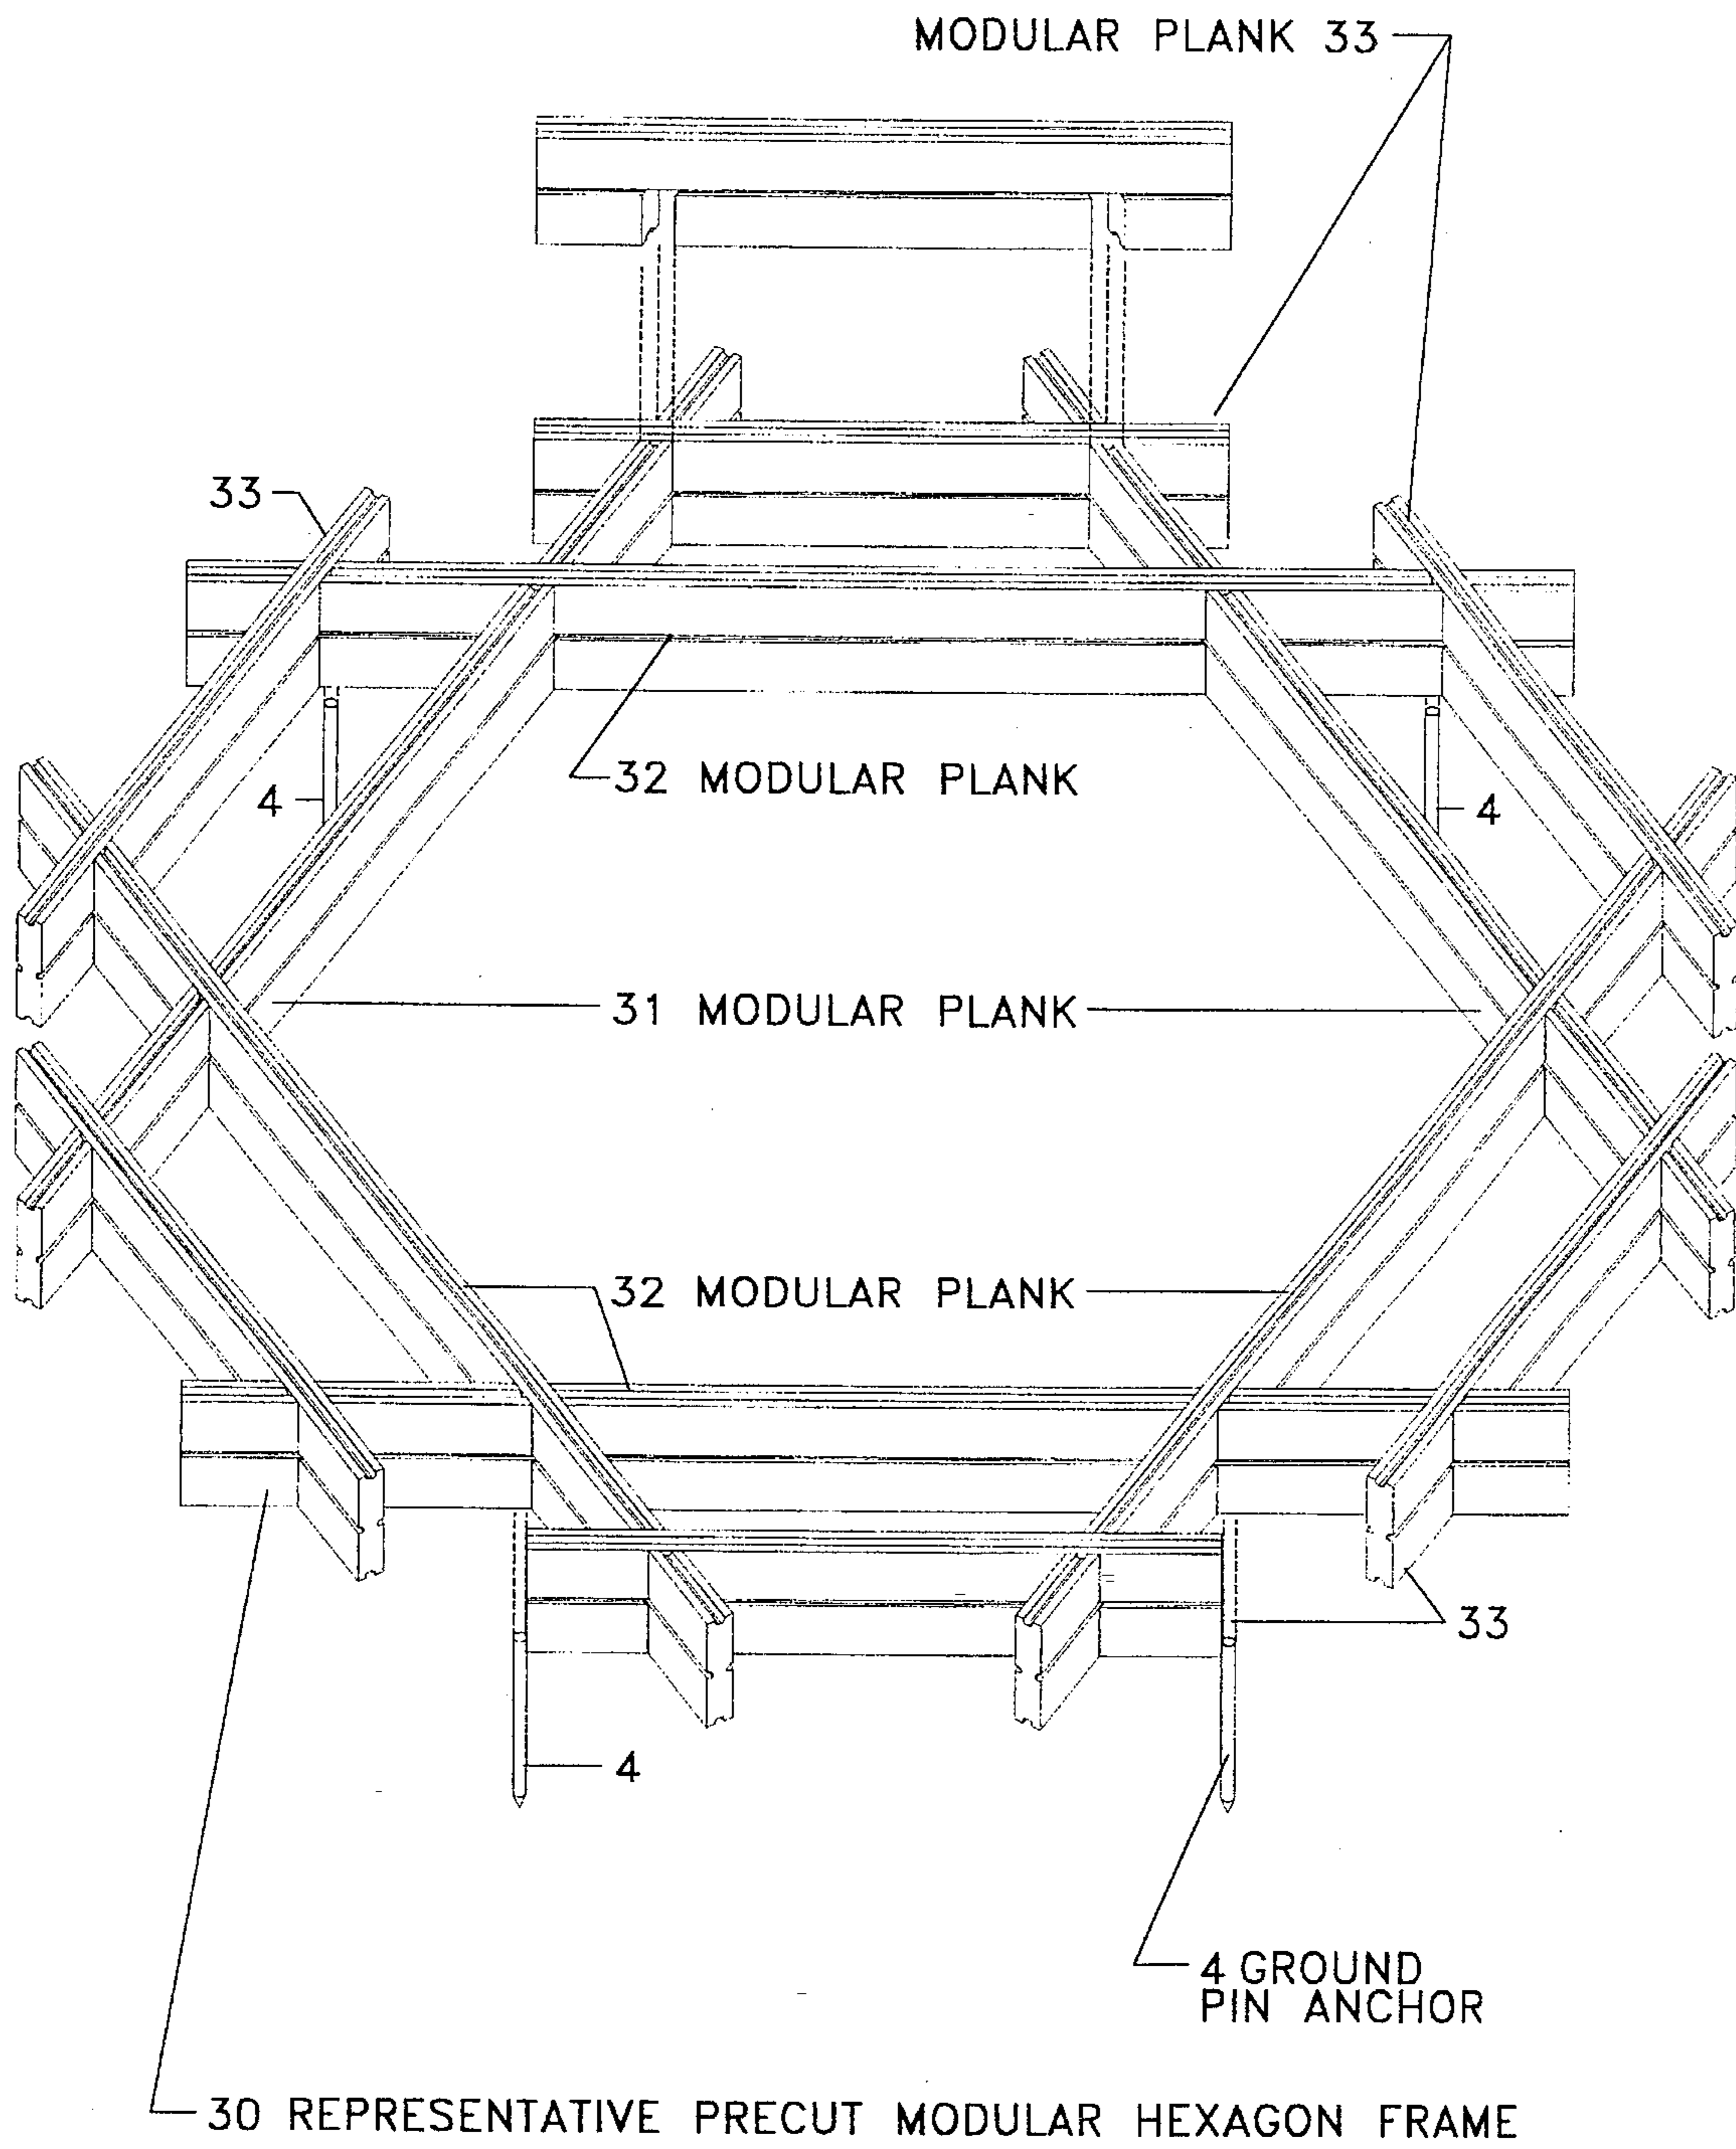 MODULAR PLANK 33
33
32 MODULAR PLANK
4
4
31 MODULAR PLANK
32 MODULAR PLANK
33
4
4 GROUND
PIN ANCHOR
30 REPRESENTATIVE PRECUT MODULAR HEXAGON FRAME